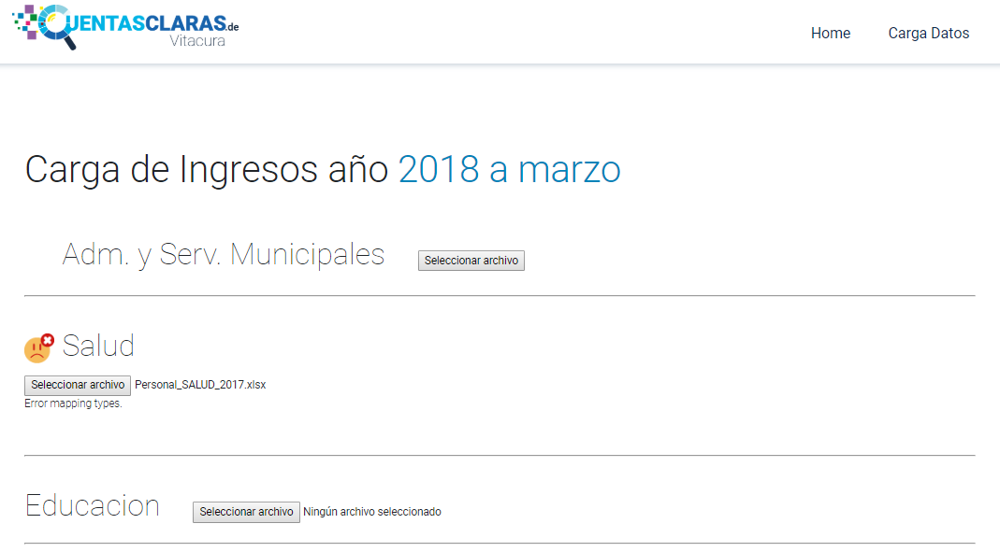 CUENTASCLARAS.de
Vitacura
Home
Carga Datos
Carga de Ingresos año 2018 a marzo
Adm. y Serv. Municipales
Seleccionar archivo
Salud
Seleccionar archivo Personal_SALUD_2017.xlsx
Error mapping types.
Educacion
Seleccionar archivo Ningún archivo seleccionado